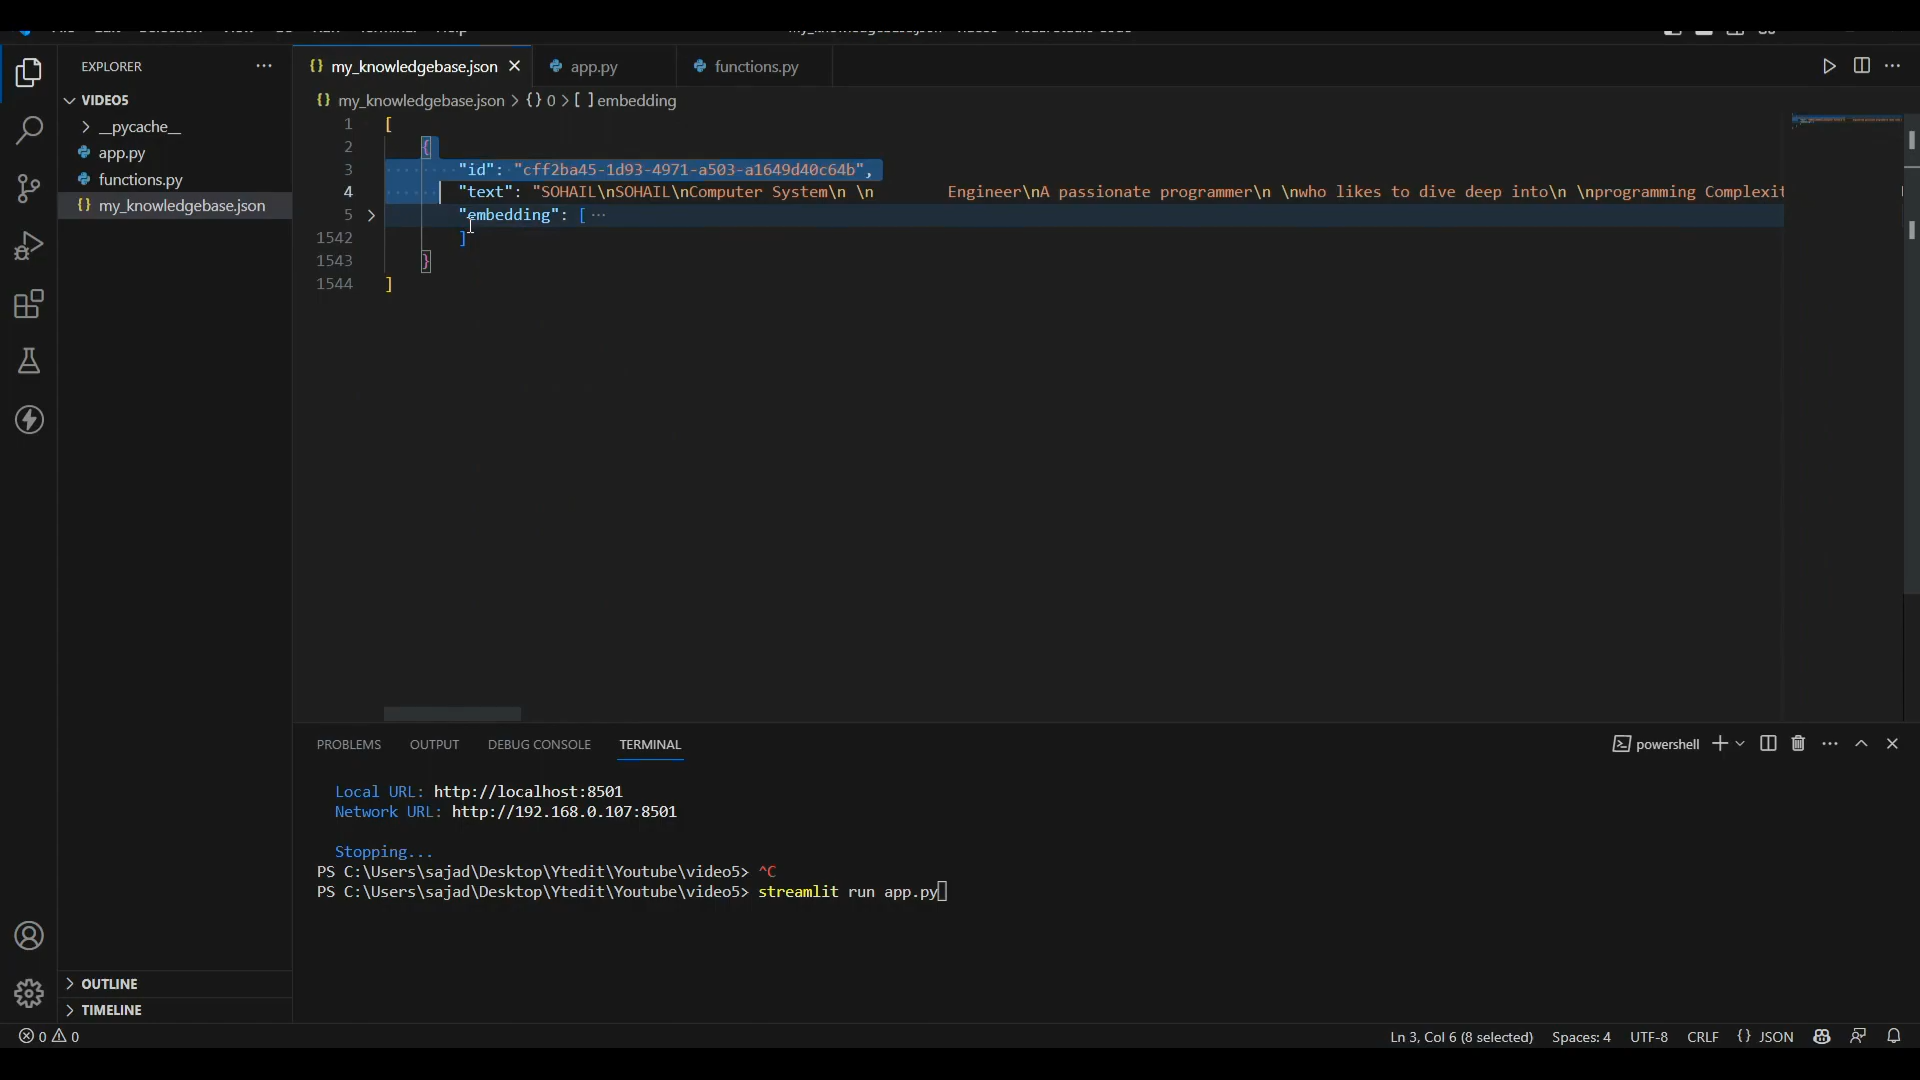 EXPLORER
VIDEO5
__pycache__
app.py
functions.py
my_knowledgebase.json
OUTLINE
TIMELINE
my_knowledgebase.json
app.py
functions.py
my_knowledgebase.json > {} 0 > [ ] embedding
1 [
2 {
3 "id": "cff2ba45-1d93-4971-a503-a1649d40c64b",
4 "text": "SOHAIL\nSOHAIL\nComputer System\n \n Engineer\nA passionate programmer\n \nwho likes to dive deep into\n \nprogramming Complexit
5 "embedding": [ ...
1542 ]
1543 }
1544 ]
PROBLEMS OUTPUT DEBUG CONSOLE TERMINAL
powershell
Local URL: http://localhost:8501
Network URL: http://192.168.0.107:8501
Stopping...
PS C:\Users\sajad\Desktop\Ytedit\Youtube\video5> ^C
PS C:\Users\sajad\Desktop\Ytedit\Youtube\video5> streamlit run app.py
0 0
Ln 3, Col 6 (8 selected) Spaces: 4 UTF-8 CRLF {} JSON